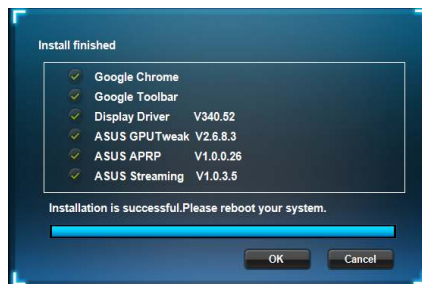 Install finished
Google Chrome
Google Toolbar
Display Driver V340.52
ASUS GPUTweak V2.6.8.3
ASUS APRP V1.0.0.26
ASUS Streaming V1.0.3.5
Installation is successful.Please reboot your system.
OK Cancel